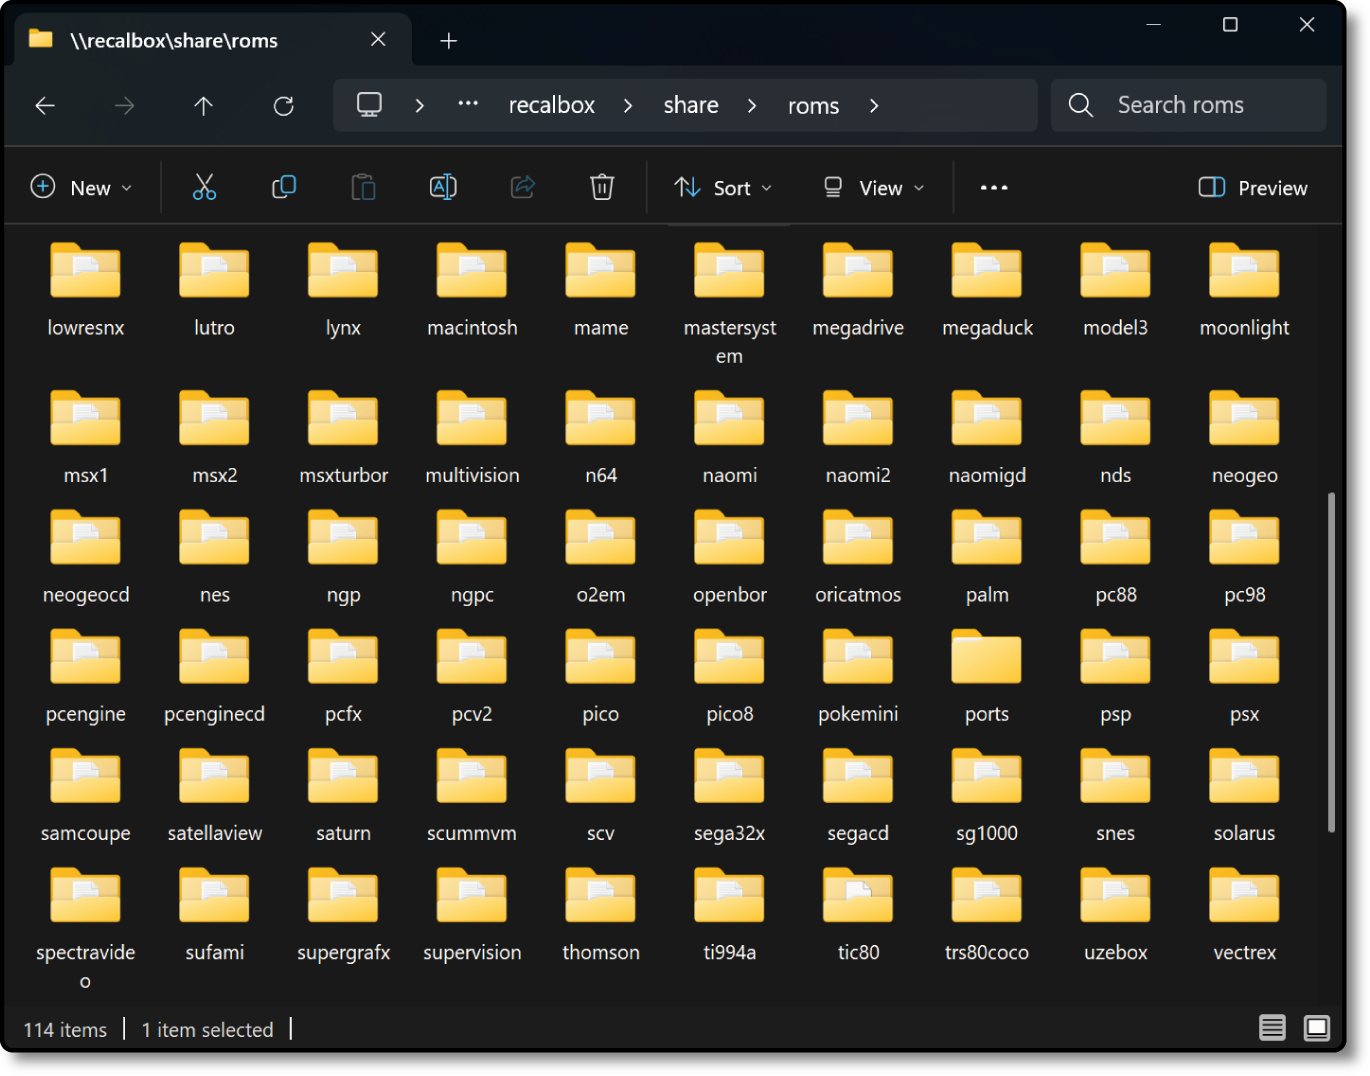 \\recalbox\share\roms
recalbox > share > roms >
Search roms
New
Sort
View
Preview
lowresnx lutro lynx macintosh mame mastersyst megadrive megaduck model3 moonlight
em
msx1 msx2 msxturbor multivision n64 naomi naomi2 naomigd nds neogeo
neogeocd nes ngp ngpc o2em openbor oricatmos palm pc88 pc98
pcengine pcenginecd pcfx pcv2 pico pico8 pokemini ports psp psx
samcoupe satellaview saturn scummvm scv sega32x segacd sg1000 snes solarus
spectravide sufami supergrafx supervision thomson ti994a tic80 trs80coco uzebox vectrex
o
114 items | 1 item selected |